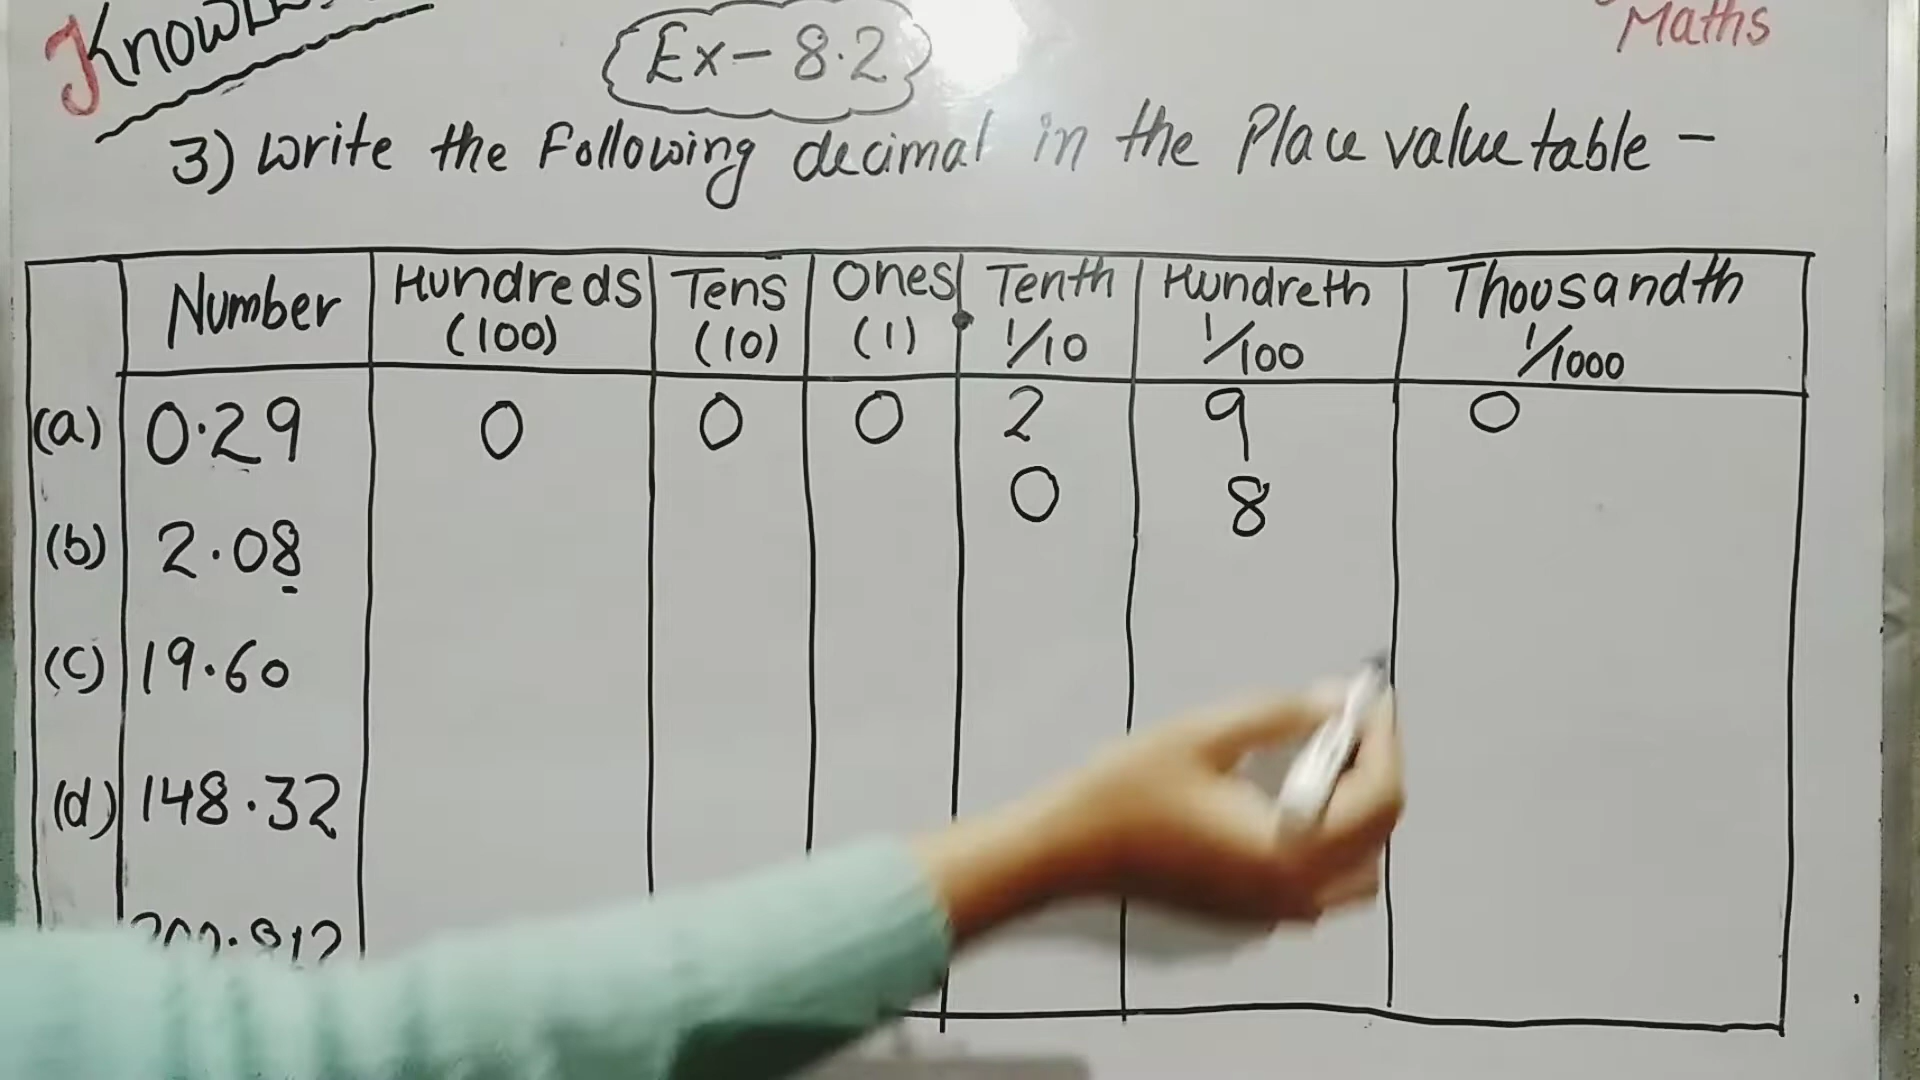 Maths
Ex-8.2
3) Write the Following decimal in the Place value table -
Number Hundreds Tens Ones Tenth Hundreth Thousandth
(100) (10) (1) 1/10 1/100 1/1000
(a) 0.29 0 0 0 2 9 0
(b) 2.08 0 8
(c) 19.60
(d) 148.32